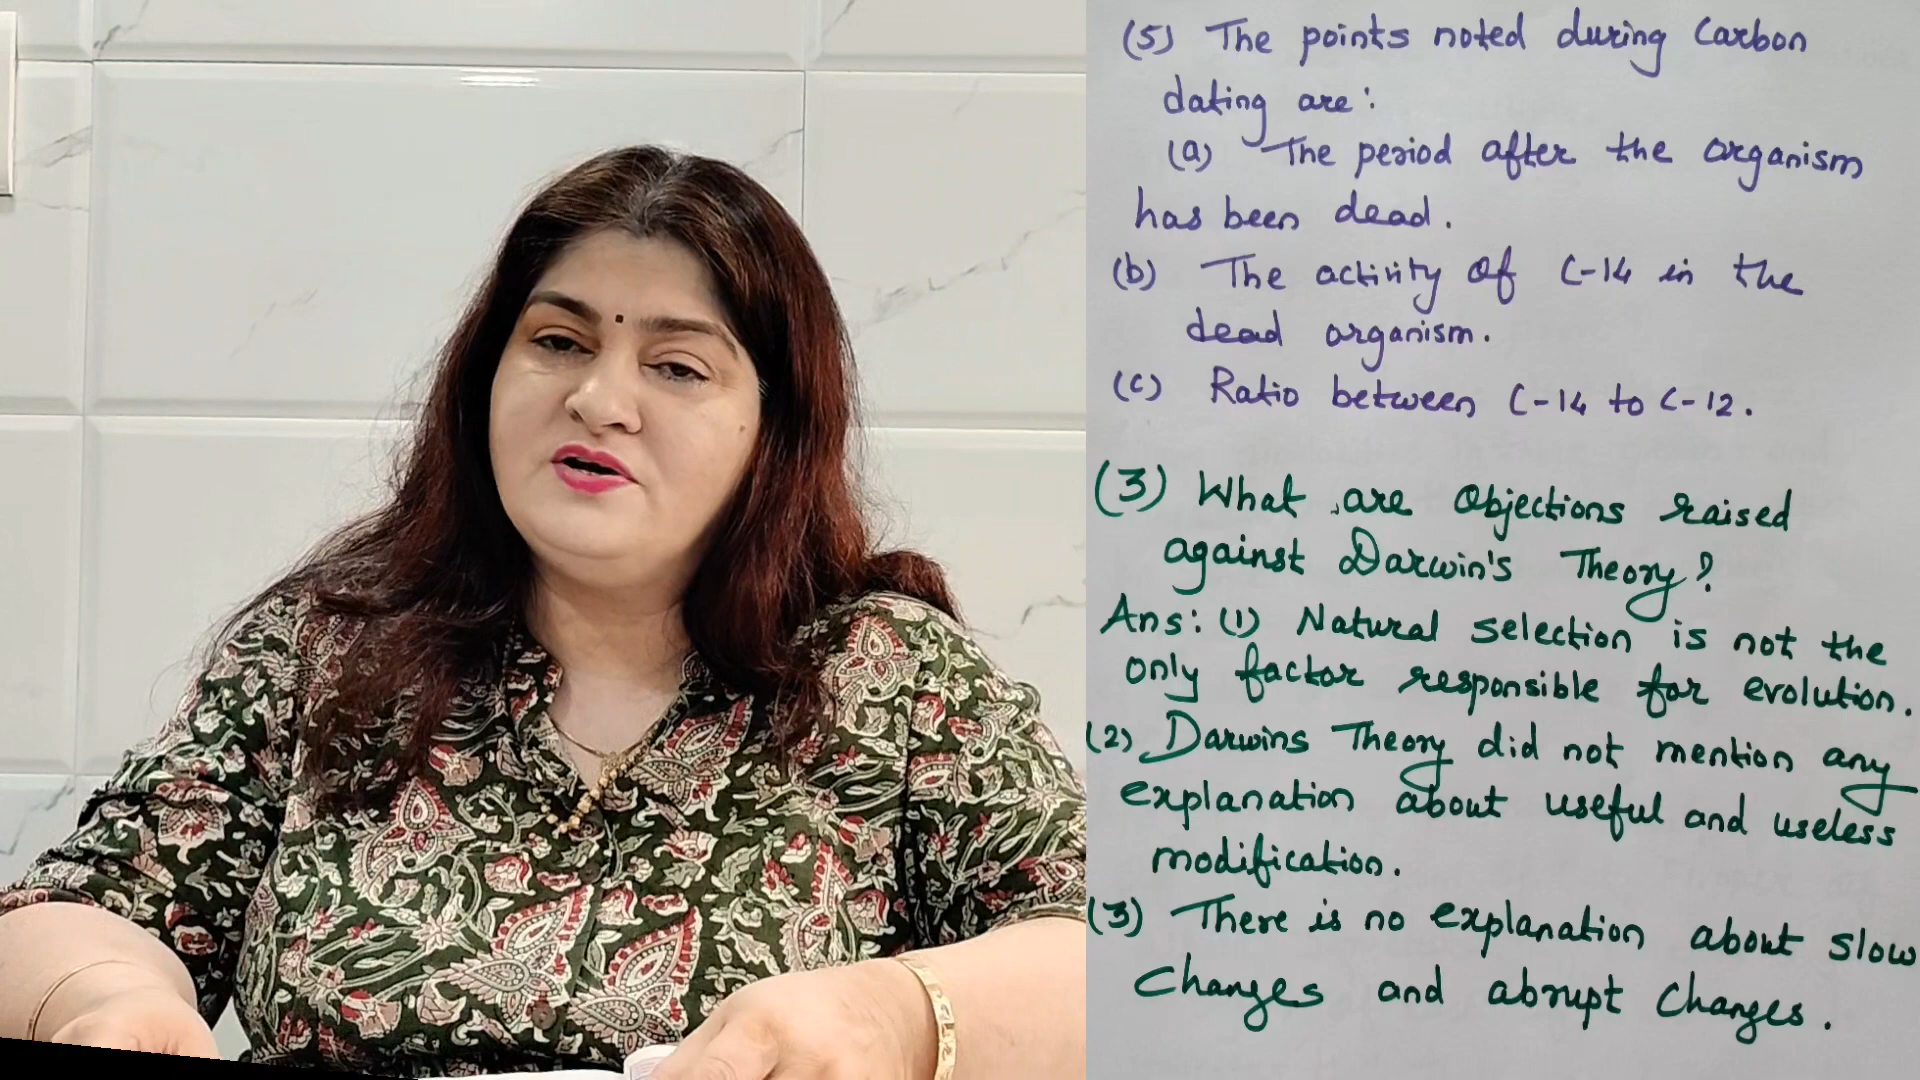 (5) The points noted during Carbon
dating are:
(a) The period after the organism
has been dead.
(b) The activity of C-14 in the
dead organism.
(c) Ratio between C-14 to C-12.
(3) What are Objections raised
against Darwin's Theory?
Ans: (1) Natural selection is not the
only factor responsible for evolution.
(2) Darwins Theory did not mention any
explanation about useful and useless
modification.
(3) There is no explanation about slow
Changes and abrupt Changes.